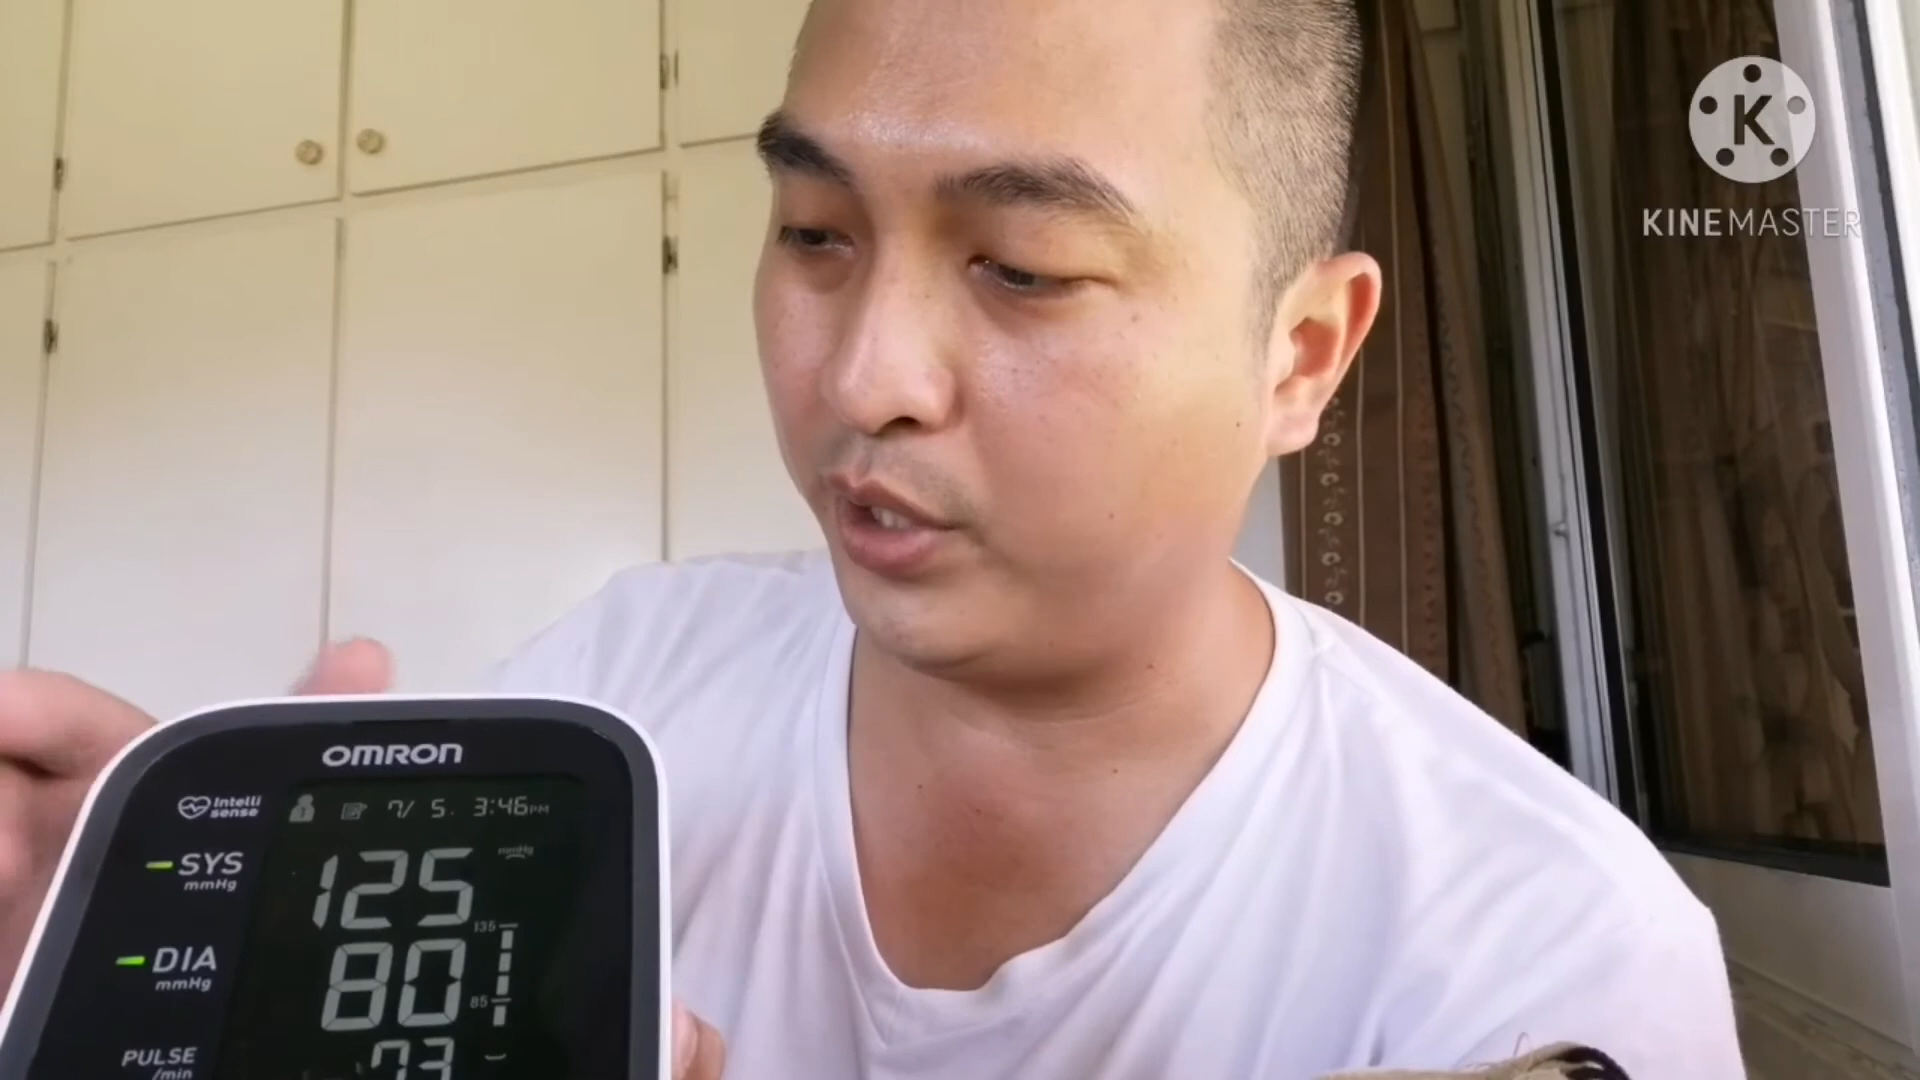 K
KINEMASTER
OMRON
Intelli
sense
7/ 5. 3:46PM
SYS
mmHg
125
mmHg
135
DIA
mmHg
80
85
PULSE
/min
73